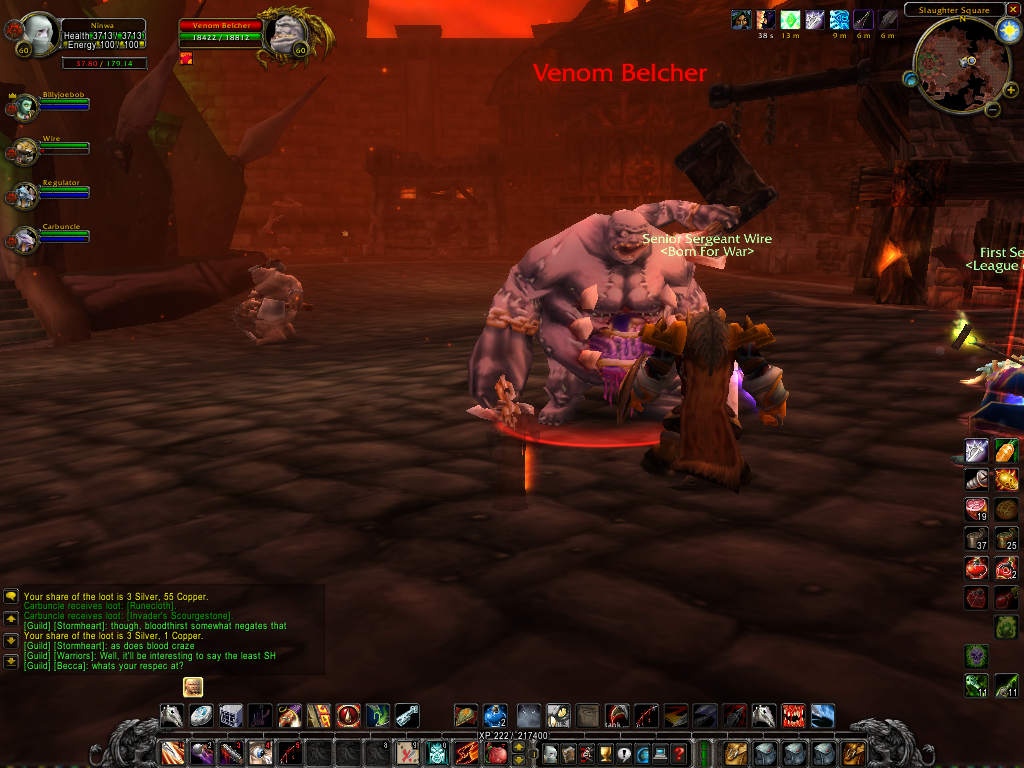 Ninwa
Health 3713 / 3713
Energy 100 / 100
60
37.80 / 179.14
Venom Belcher
18422 / 18812
60
38 s
13 m
9 m
6 m
6 m
Slaughter Square
N
Venom Belcher
Billyjoebob
Wire
Regulator
Carbuncle
Senior Sergeant Wire
<Born For War>
First Se
<League
19
37
25
2
11
11
Your share of the loot is 3 Silver, 55 Copper.
Carbuncle receives loot: [Runecloth].
Carbuncle receives loot: [Invader's Scourgestone].
[Guild] [Stormheart]: though, bloodthirst somewhat negates that
Your share of the loot is 3 Silver, 1 Copper.
[Guild] [Stormheart]: as does blood craze
[Guild] [Warriors]: Well, it'll be interesting to say the least SH
[Guild] [Becca]: whats your respec at?
2
tank
XP 222 / 217400